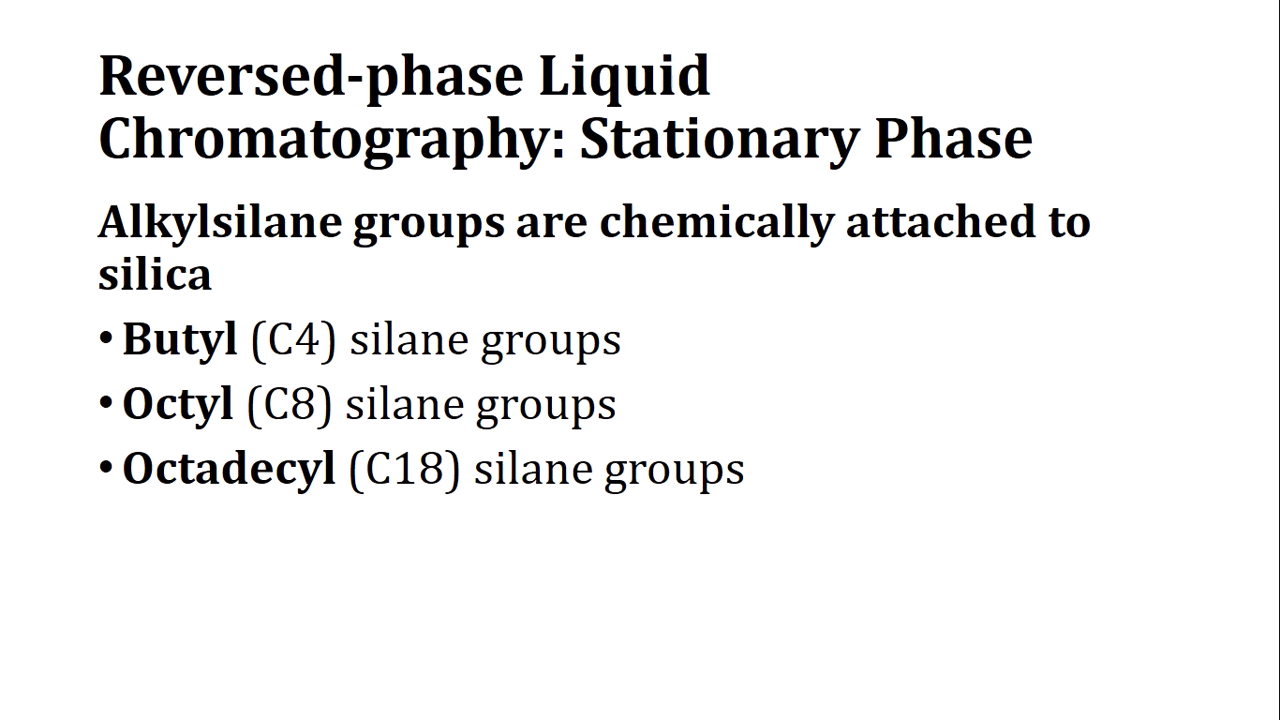 Reversed-phase Liquid
Chromatography: Stationary Phase
Alkylsilane groups are chemically attached to
silica
• Butyl (C4) silane groups
• Octyl (C8) silane groups
• Octadecyl (C18) silane groups